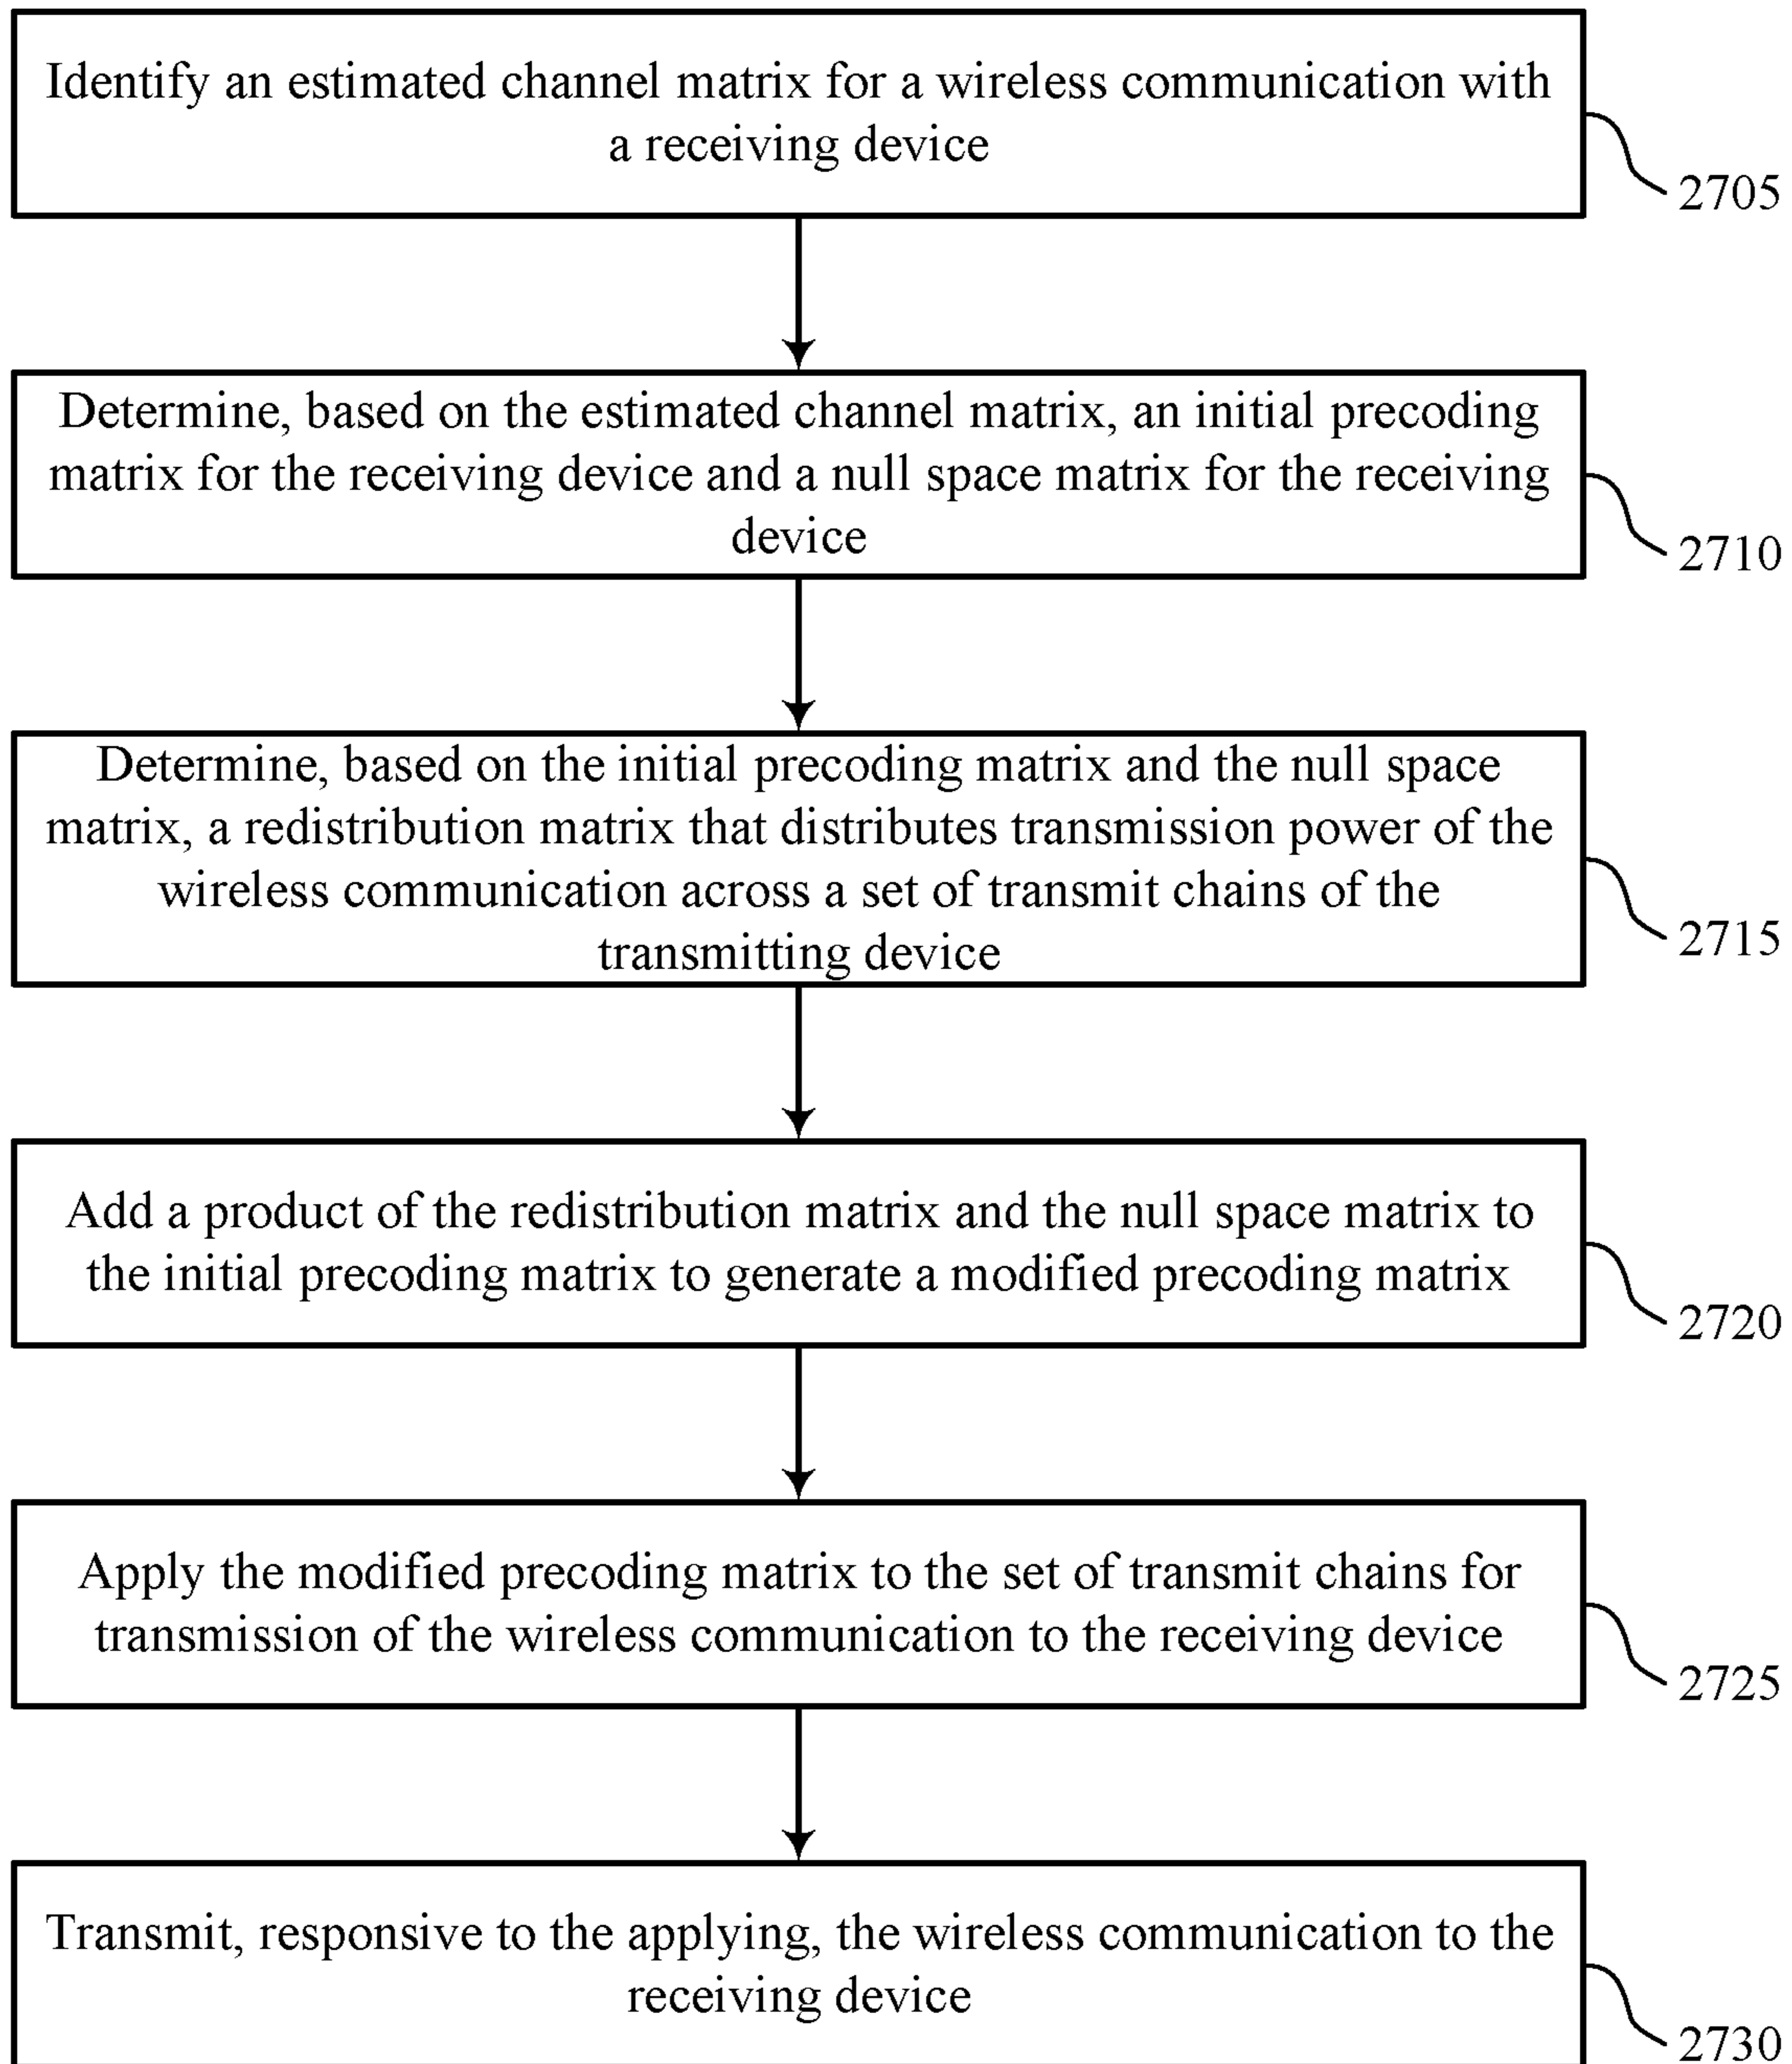 Identify an estimated channel matrix for a wireless communication with
a receiving device
2705
Determine, based on the estimated channel matrix, an initial precoding
matrix for the receiving device and a null space matrix for the receiving
device
2710
Determine, based on the initial precoding matrix and the null space
matrix, a redistribution matrix that distributes transmission power of the
wireless communication across a set of transmit chains of the
transmitting device
2715
Add a product of the redistribution matrix and the null space matrix to
the initial precoding matrix to generate a modified precoding matrix
2720
Apply the modified precoding matrix to the set of transmit chains for
transmission of the wireless communication to the receiving device
2725
Transmit, responsive to the applying, the wireless communication to the
receiving device
2730